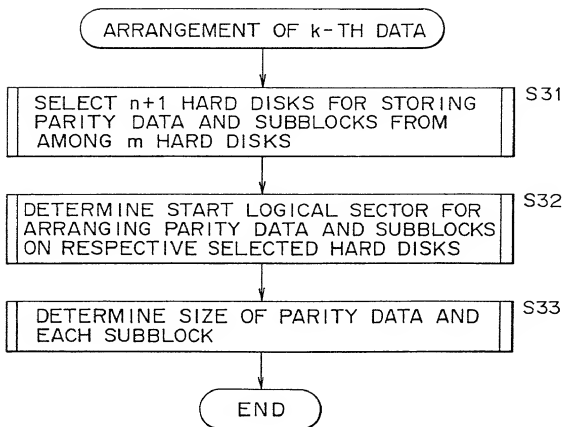 ARRANGEMENT OF k-TH DATA
S31
SELECT n+1 HARD DISKS FOR STORING
PARITY DATA AND SUBBLOCKS FROM
AMONG m HARD DISKS
S32
DETERMINE START LOGICAL SECTOR FOR
ARRANGING PARITY DATA AND SUBBLOCKS
ON RESPECTIVE SELECTED HARD DISKS
S33
DETERMINE SIZE OF PARITY DATA AND
EACH SUBBLOCK
END